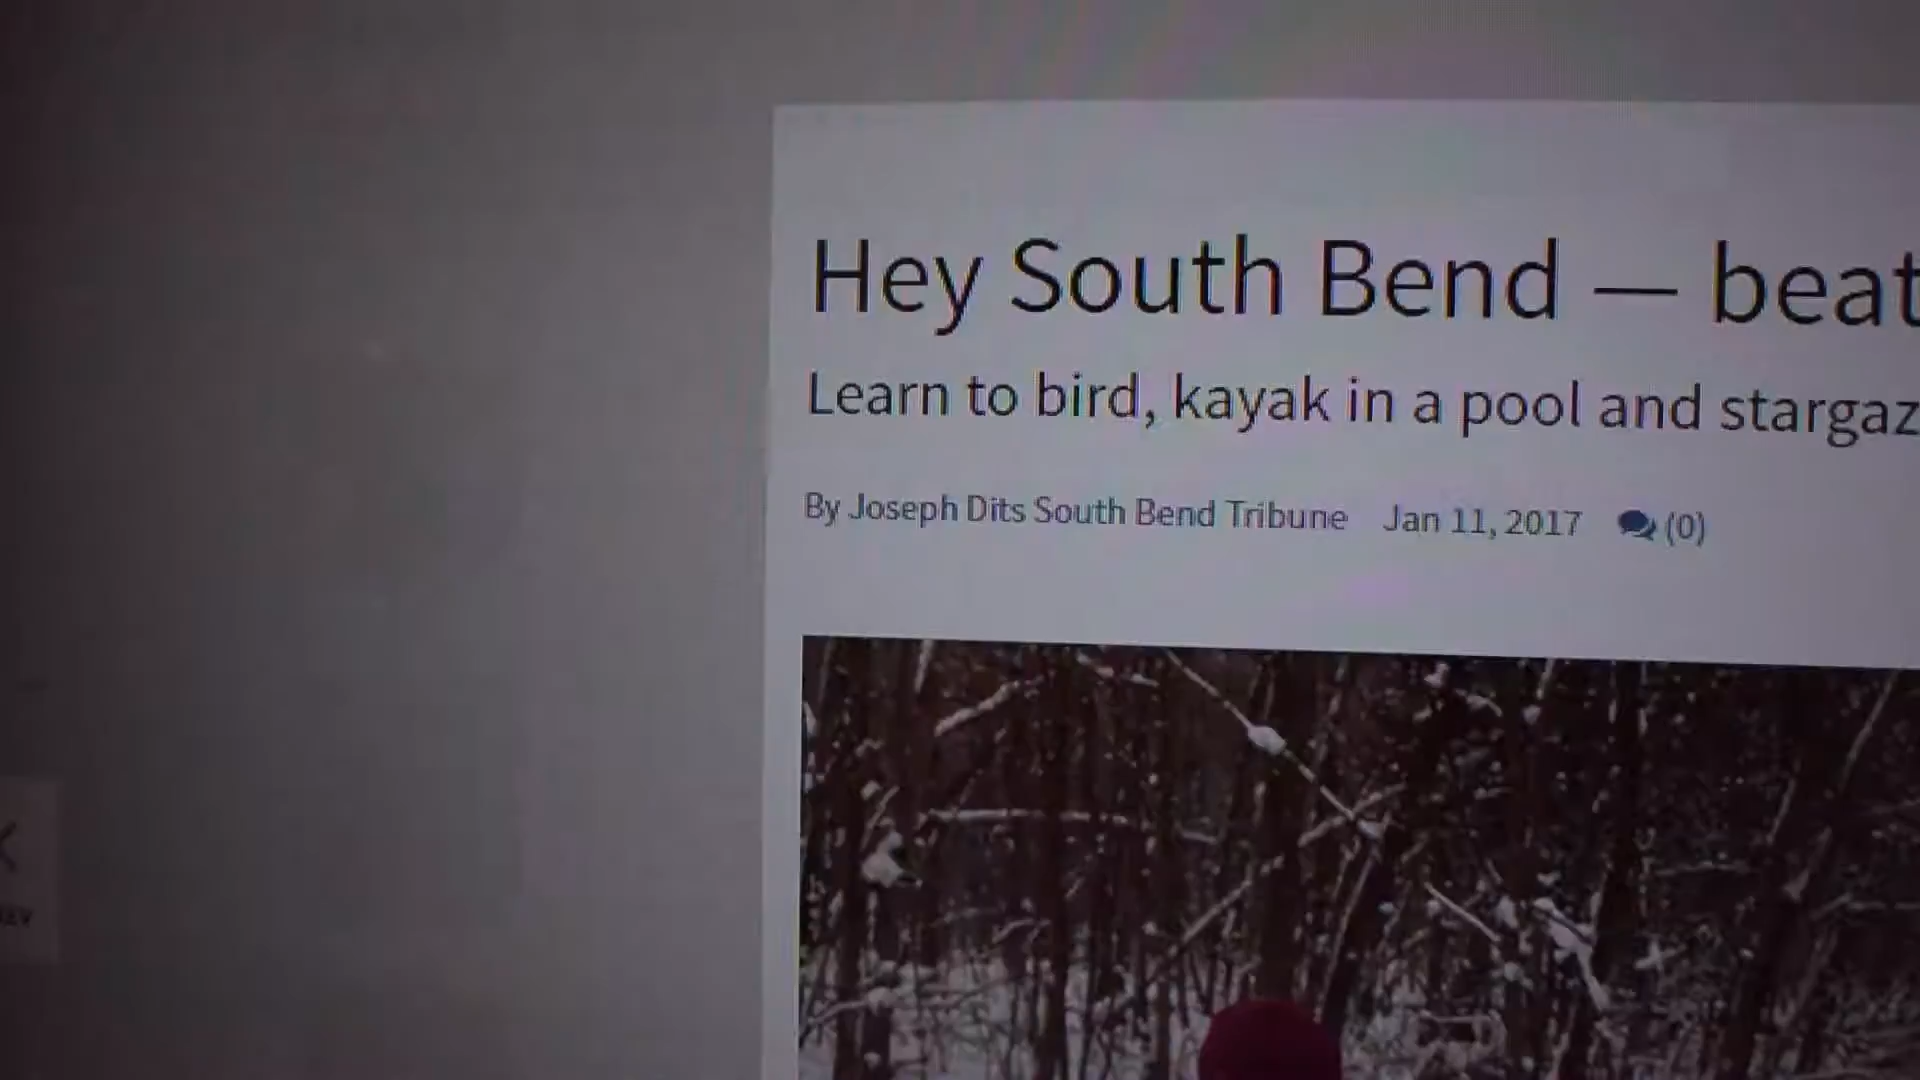 Hey South Bend — beat
Learn to bird, kayak in a pool and stargaz
By Joseph Dits South Bend Tribune Jan 11, 2017 (0)